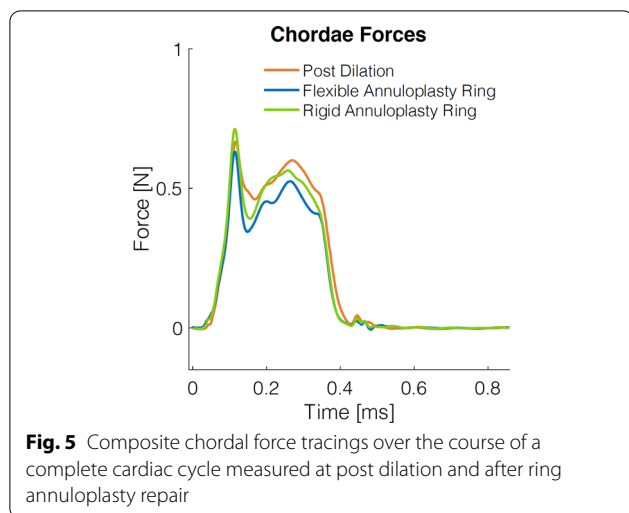 Chordae Forces
1
Post Dilation
Flexible Annuloplasty Ring
Rigid Annuloplasty Ring
Force [N]
0.5
0
0 0.2 0.4 0.6 0.8
Time [ms]
Fig. 5 Composite chordal force tracings over the course of a
complete cardiac cycle measured at post dilation and after ring
annuloplasty repair